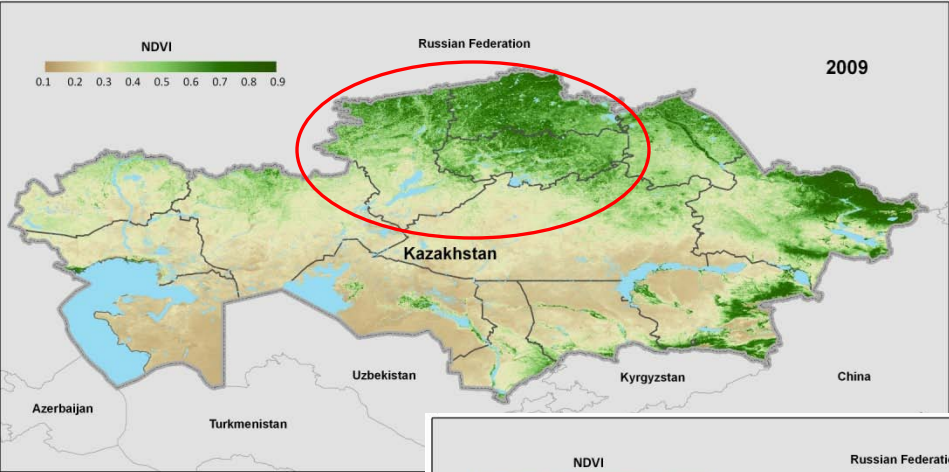 NDVI
Russian Federation
2009
0.1 0.2 0.3 0.4 0.5 0.6 0.7 0.8 0.9
Kazakhstan
Uzbekistan
Kyrgyzstan
China
Azerbaijan
Turkmenistan
NDVI
Russian Federati